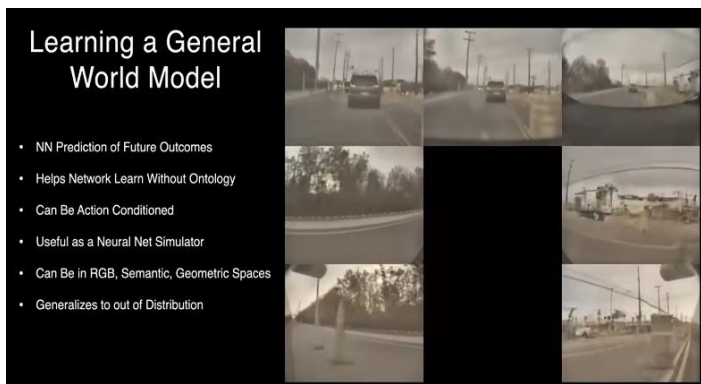 Learning a General
World Model
• NN Prediction of Future Outcomes
• Helps Network Learn Without Ontology
• Can Be Action Conditioned
• Useful as a Neural Net Simulator
• Can Be in RGB, Semantic, Geometric Spaces
• Generalizes to out of Distribution